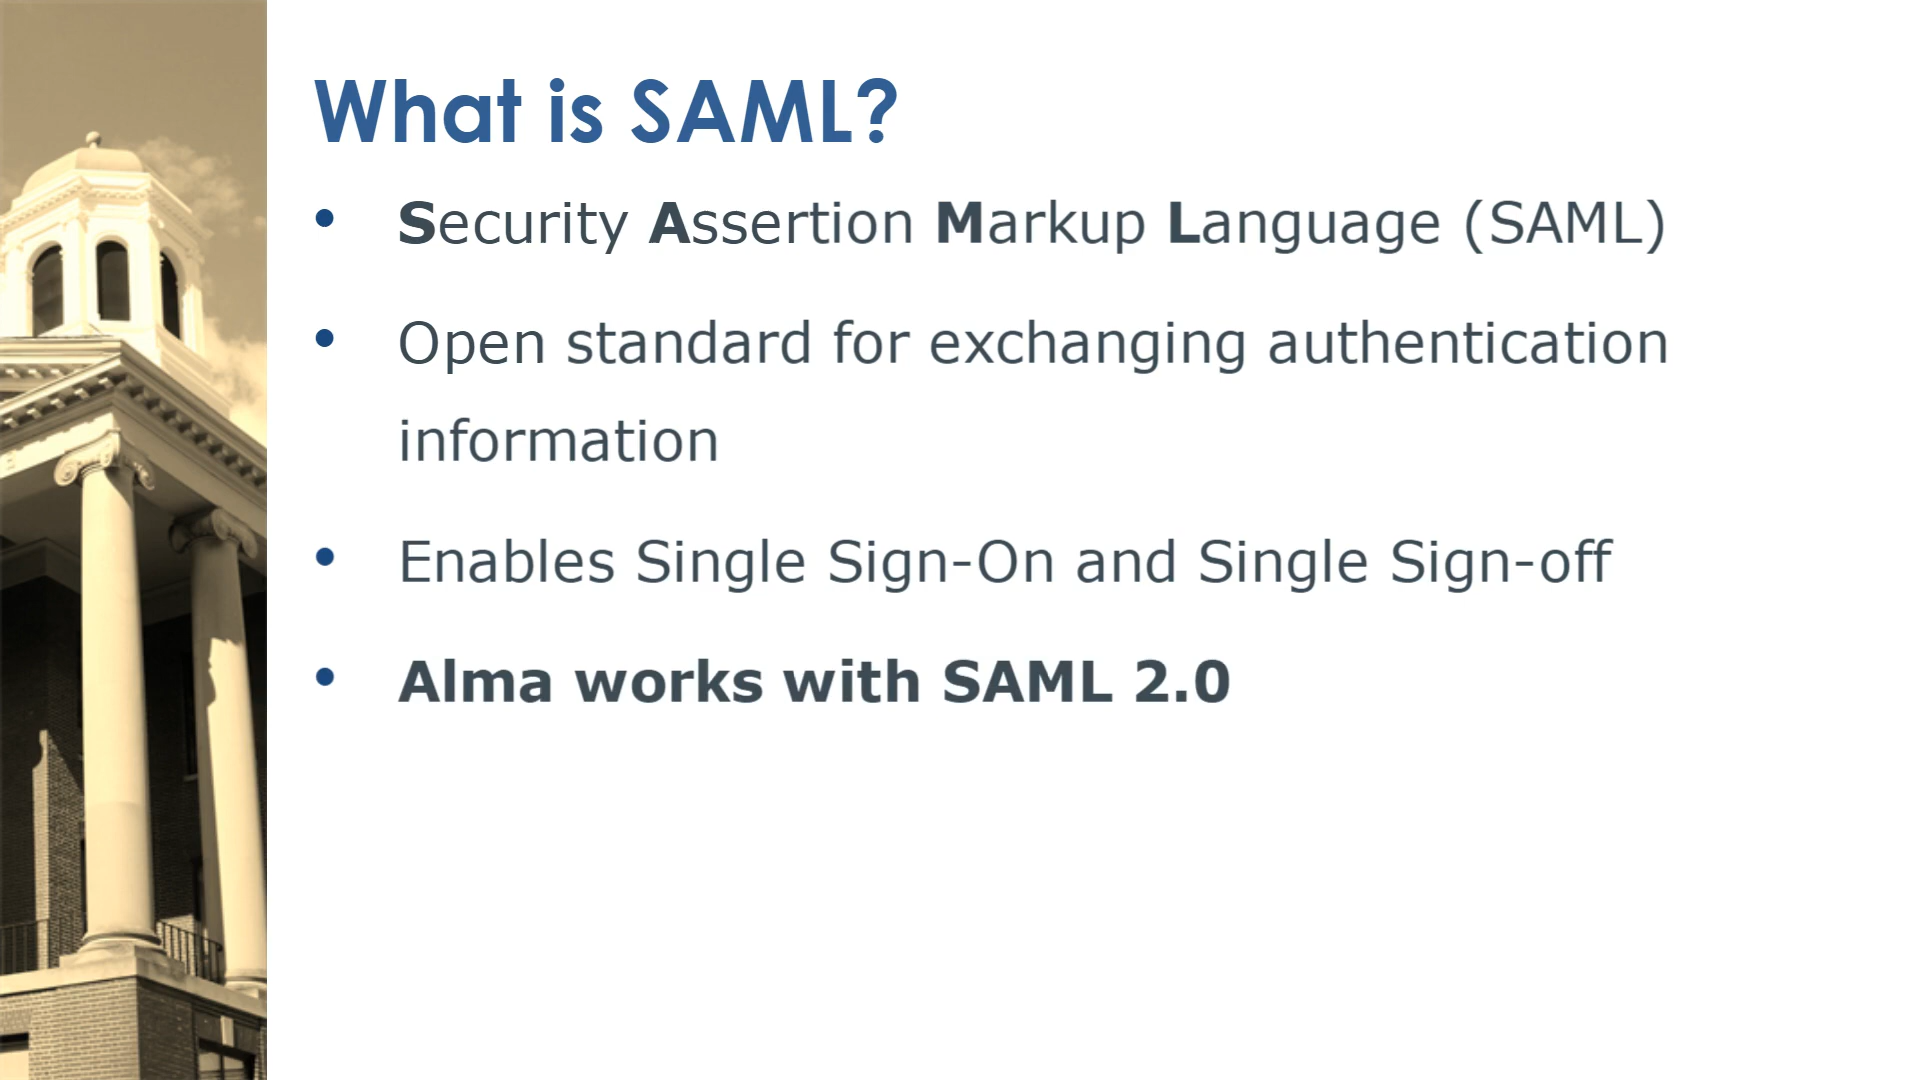 What is SAML?
• Security Assertion Markup Language (SAML)
• Open standard for exchanging authentication
information
• Enables Single Sign-On and Single Sign-off
• Alma works with SAML 2.0